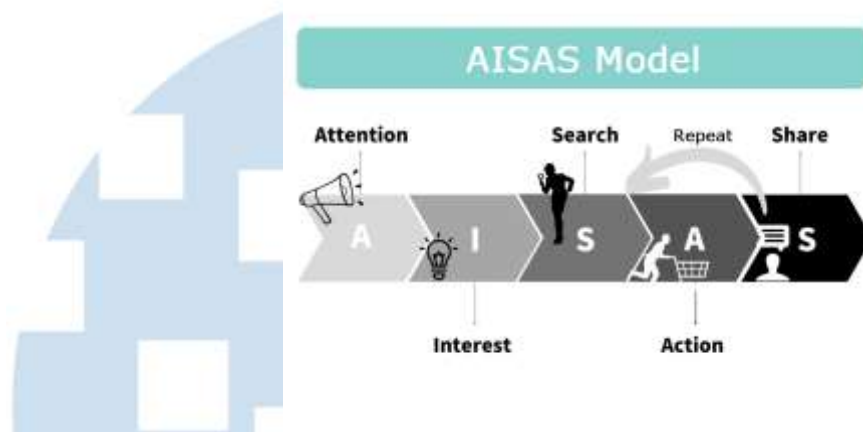 AISAS Model
Attention
Search
Repeat
Share
A
I
S
A
S
Interest
Action